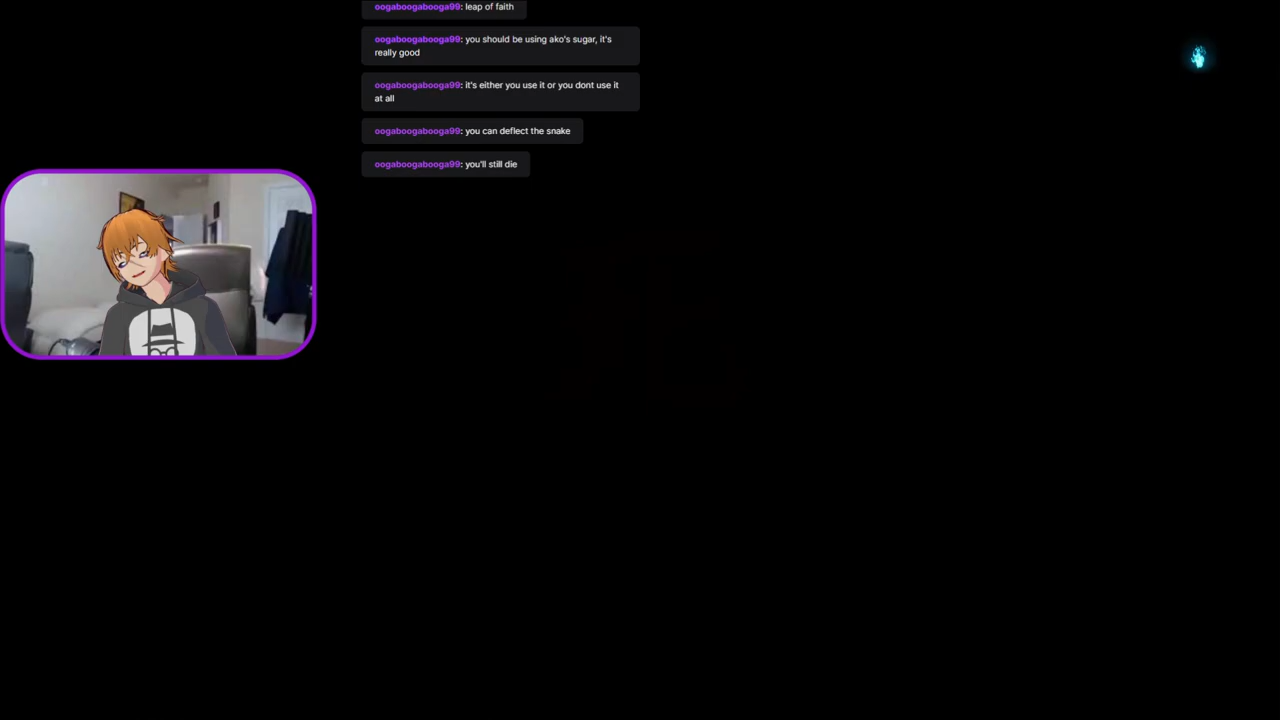 oogaboogabooga99: leap of faith
oogaboogabooga99: you should be using ako's sugar, it's
really good
oogaboogabooga99: it's either you use it or you dont use it
at all
oogaboogabooga99: you can deflect the snake
oogaboogabooga99: you'll still die